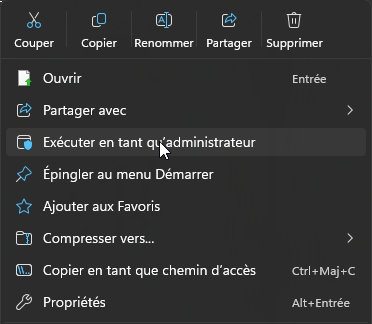 Couper Copier Renommer Partager Supprimer
Ouvrir Entrée
Partager avec
Exécuter en tant qu'administrateur
Épingler au menu Démarrer
Ajouter aux Favoris
Compresser vers...
Copier en tant que chemin d'accès Ctrl+Maj+C
Propriétés Alt+Entrée